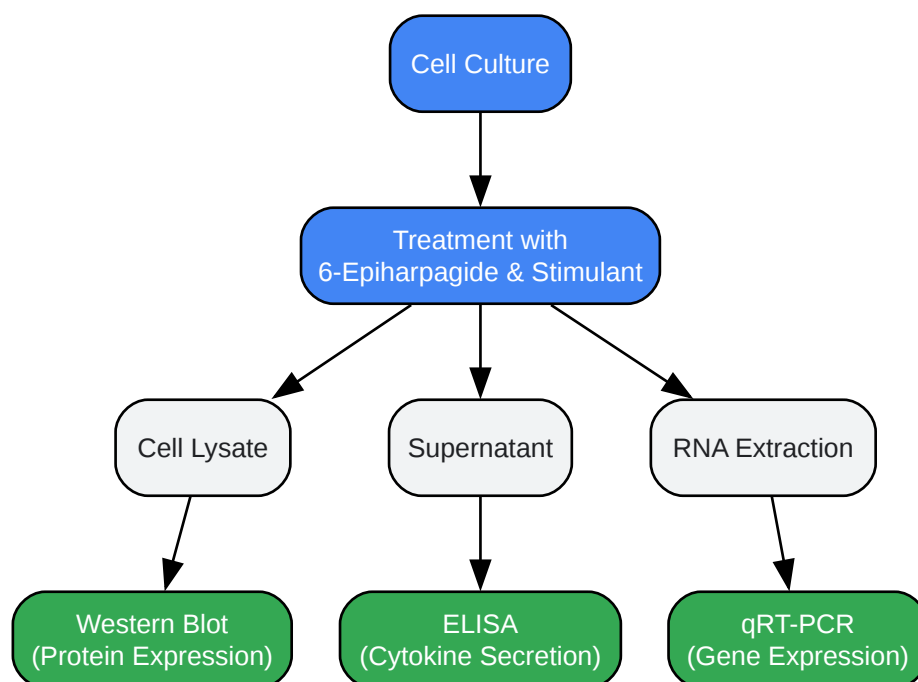 Cell Culture
Treatment with
6-Epiharpagide & Stimulant
Cell Lysate
Supernatant
RNA Extraction
Western Blot
(Protein Expression)
ELISA
(Cytokine Secretion)
qRT-PCR
(Gene Expression)